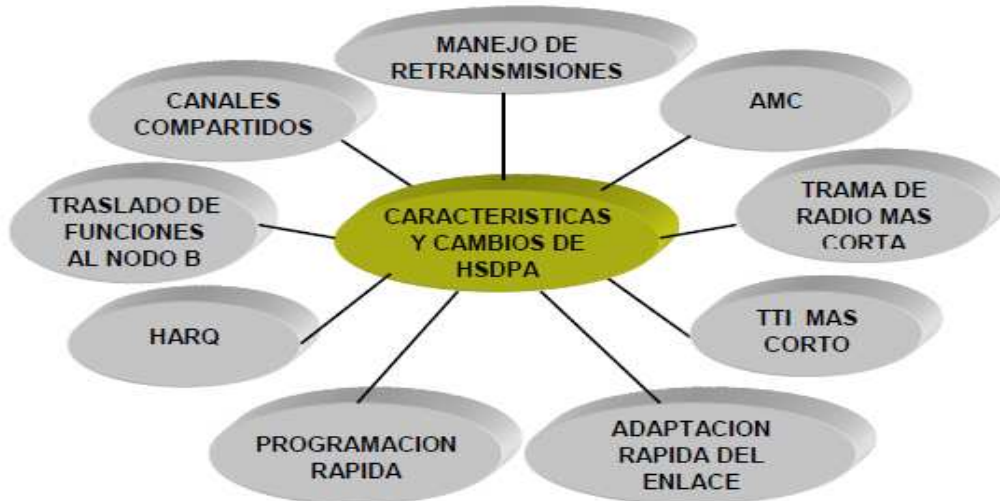 MANEJO DE
RETRANSMISIONES
CANALES
COMPARTIDOS
AMC
TRASLADO DE
FUNCIONES
AL NODO B
CARACTERISTICAS
Y CAMBIOS DE
HSDPA
TRAMA DE
RADIO MAS
CORTA
HARQ
TTI MAS
CORTO
PROGRAMACION
RAPIDA
ADAPTACION
RAPIDA DEL
ENLACE